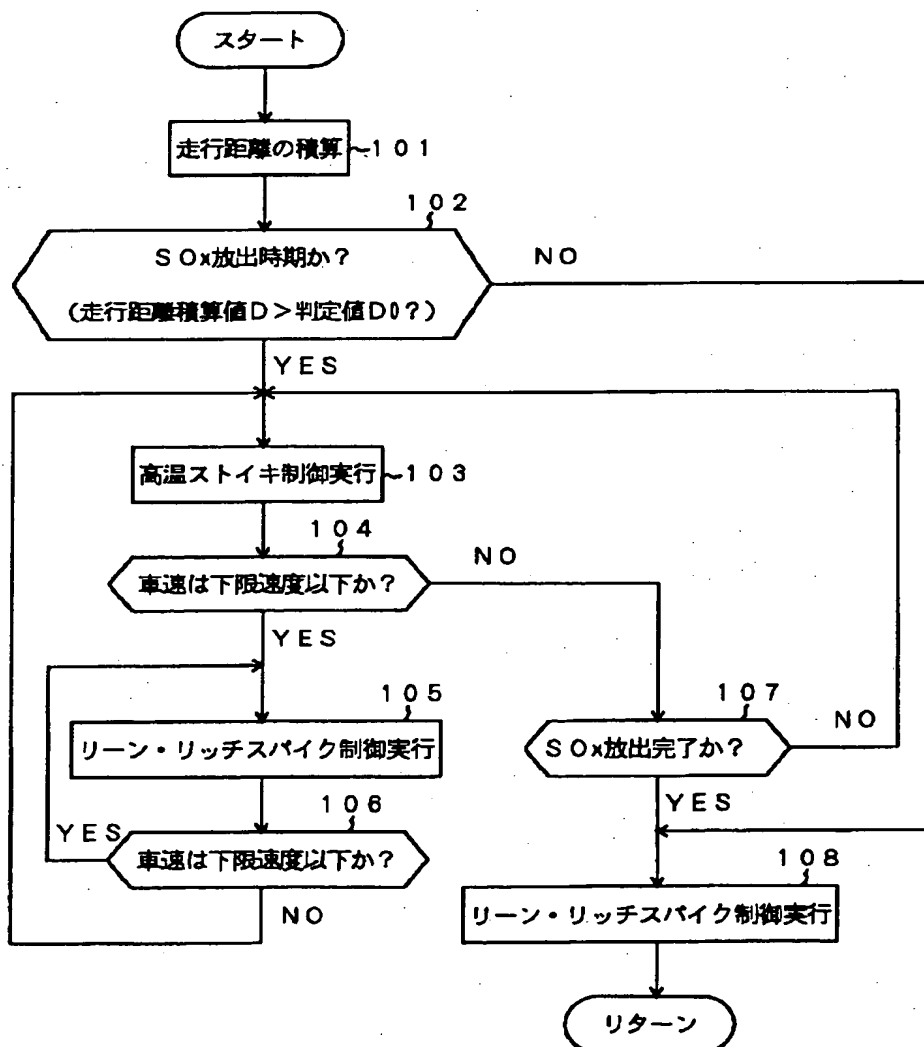 スタート
走行距離の積算
~101
102
SOx放出時期か？
(走行距離積算値D＞判定値D0？)
NO
YES
高温ストイキ制御実行
~103
104
車速は下限速度以下か？
NO
YES
105
リーン・リッチスパイク制御実行
106
車速は下限速度以下か？
YES
NO
107
SOx放出完了か？
NO
YES
108
リーン・リッチスパイク制御実行
リターン